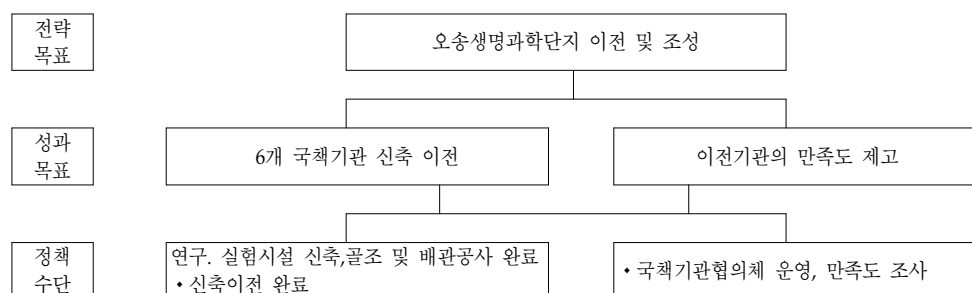 전략
목표
오송생명과학단지 이전 및 조성
성과
목표
6개 국책기관 신축 이전
이전기관의 만족도 제고
정책
수단
연구. 실험시설 신축,골조 및 배관공사 완료
• 신축이전 완료
• 국책기관협의체 운영, 만족도 조사